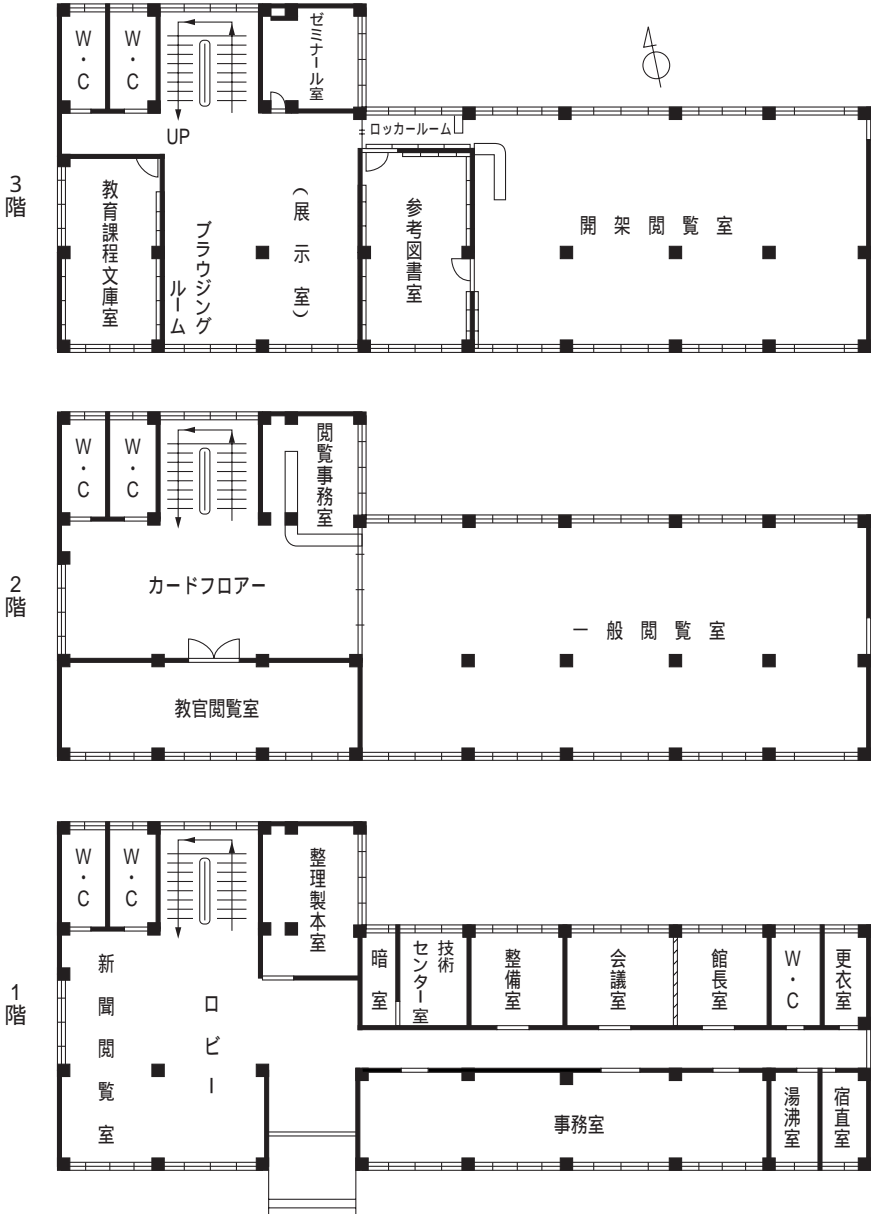 3階
W・C
W・C
UP
ゼミナール室
ロッカールーム
教育課程文庫室
ブラウジング
ルーム
(展示室)
参考図書室
開架閲覧室
2階
W・C
W・C
閲覧事務室
カードフロアー
教官閲覧室
一般閲覧室
1階
W・C
W・C
整理製本室
新聞閲覧室
ロビー
暗室
技術
センター室
整備室
会議室
館長室
W・C
更衣室
事務室
湯沸室
宿直室